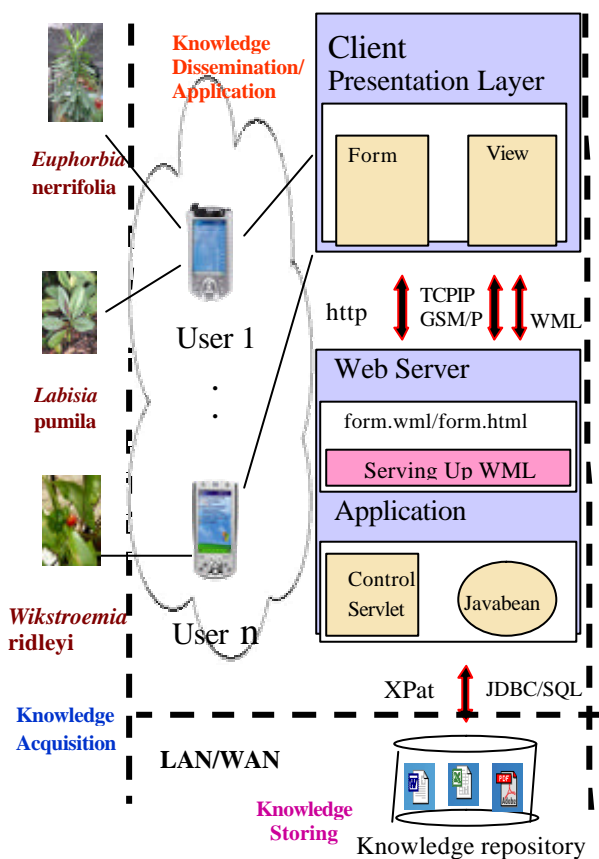 Knowledge
Dissemination/
Application
Euphorbia
nerrifolia
Labisia
pumila
Wikstroemia
ridleyi
Knowledge
Acquisition
User 1
:
User n
Client
Presentation Layer
Form
View
http
TCPIP
GSM/P
WML
Web Server
form.wml/form.html
Serving Up WML
Application
Control
Servlet
Javabean
XPat
JDBC/SQL
LAN/WAN
Knowledge
Storing
W
PDF
Adobe
Knowledge repository